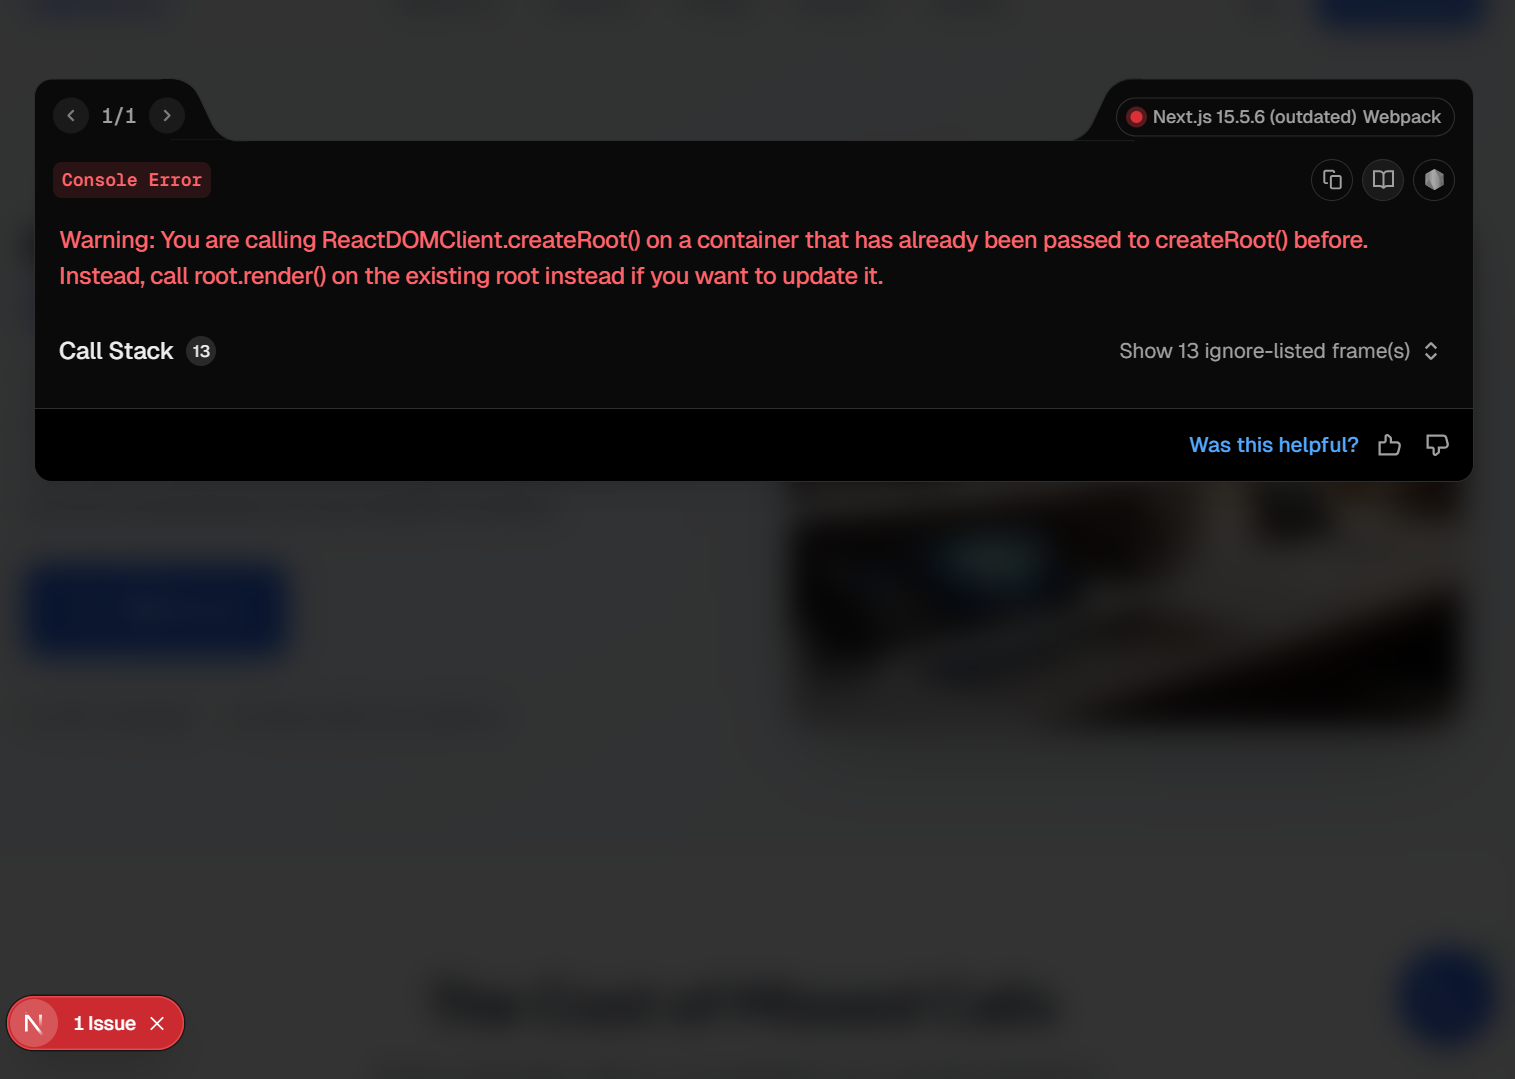 1/1
Next.js 15.5.6 (outdated) Webpack
Console Error
Warning: You are calling ReactDOMClient.createRoot() on a container that has already been passed to createRoot() before.
Instead, call root.render() on the existing root instead if you want to update it.
Call Stack 13
Show 13 ignore-listed frame(s)
Was this helpful?
N 1 Issue